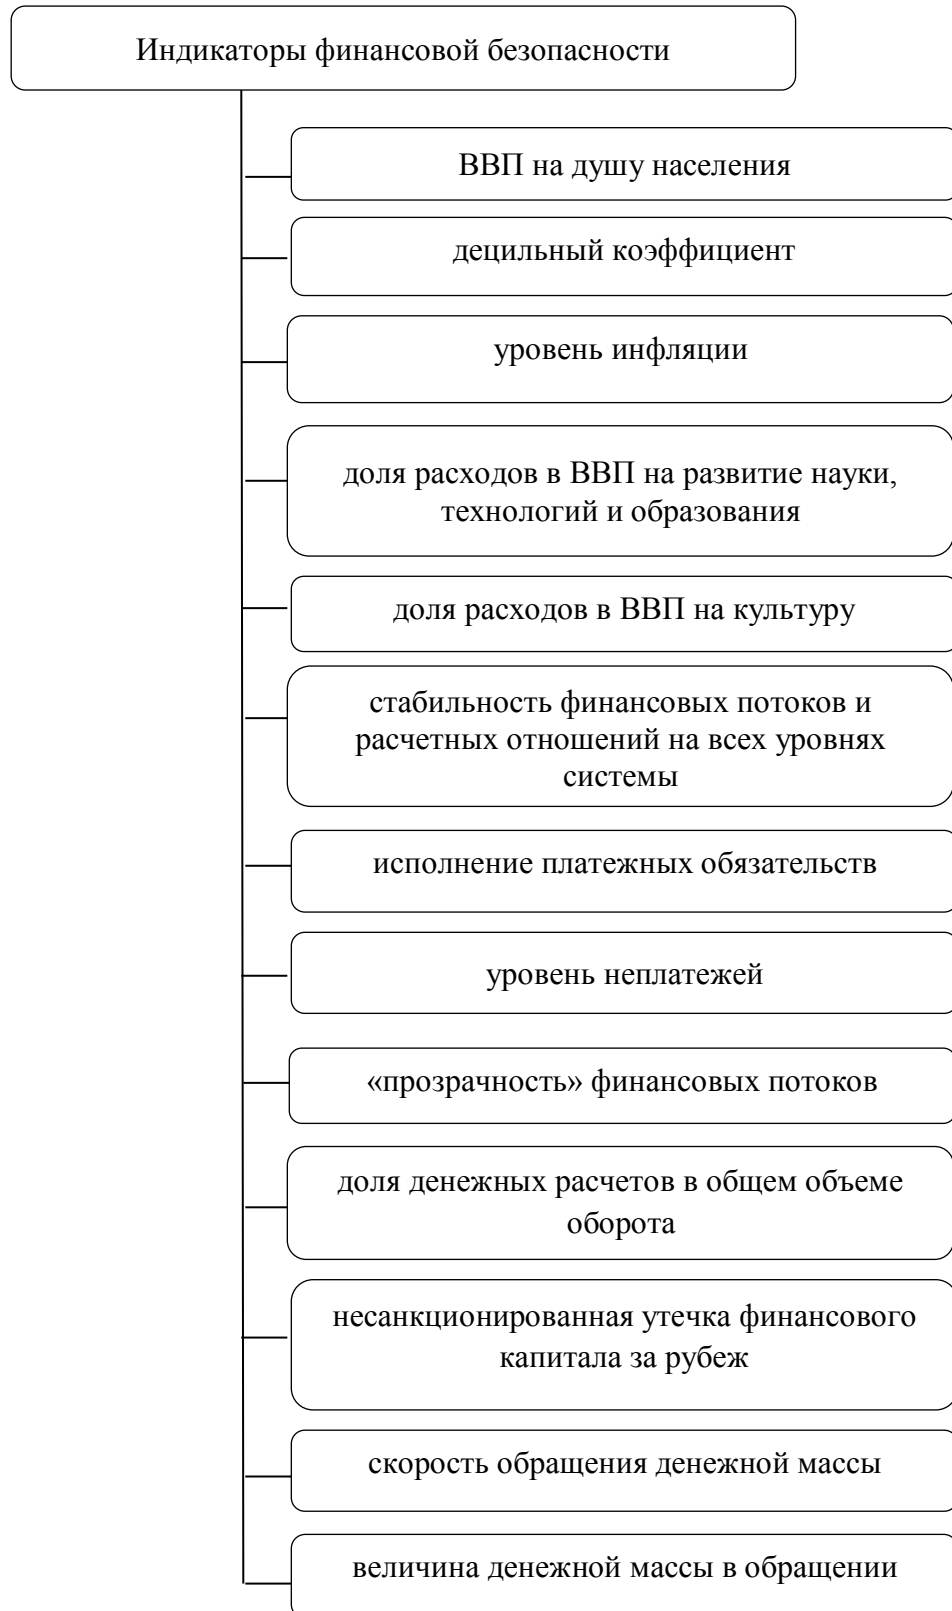 Индикаторы финансовой безопасности
ВВП на душу населения
децильный коэффициент
уровень инфляции
доля расходов в ВВП на развитие науки,
технологий и образования
доля расходов в ВВП на культуру
стабильность финансовых потоков и
расчетных отношений на всех уровнях
системы
исполнение платежных обязательств
уровень неплатежей
«прозрачность» финансовых потоков
доля денежных расчетов в общем объеме
оборота
несанкционированная утечка финансового
капитала за рубеж
скорость обращения денежной массы
величина денежной массы в обращении